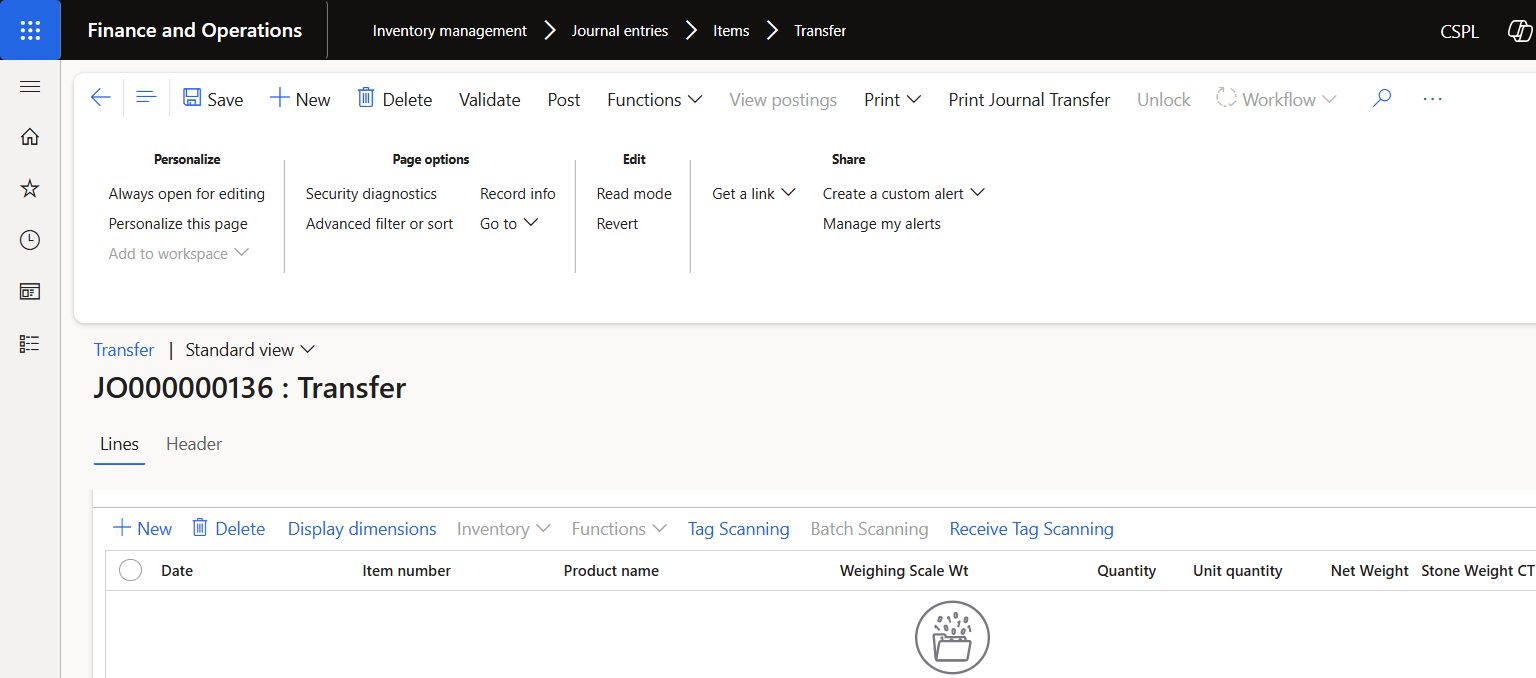 Finance and Operations
Inventory management Journal entries Items Transfer
CSPL
Save New Delete Validate Post Functions View postings Print Print Journal Transfer Unlock Workflow
Personalize Page options Edit Share
Always open for editing Security diagnostics Record info Read mode Get a link Create a custom alert
Personalize this page Advanced filter or sort Go to Revert Manage my alerts
Add to workspace
Transfer | Standard view
JO000000136 : Transfer
Lines Header
New Delete Display dimensions Inventory Functions Tag Scanning Batch Scanning Receive Tag Scanning
Date Item number Product name Weighing Scale Wt Quantity Unit quantity Net Weight Stone Weight CT